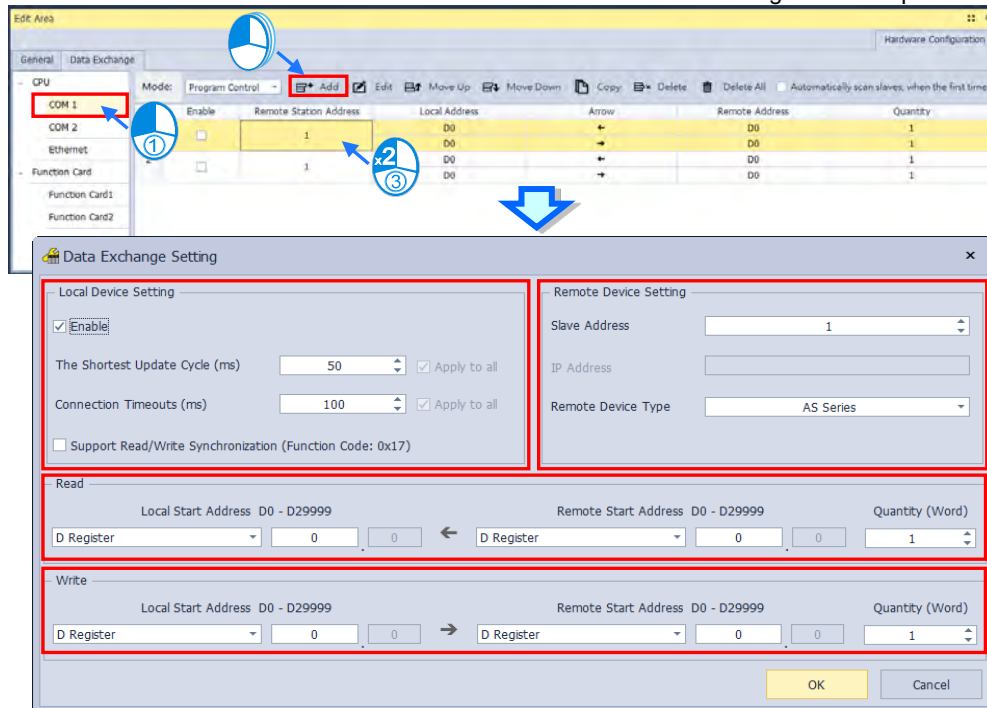 Edit Area
Hardware Configuration
General Data Exchange
- CPU
COM 1
COM 2
Ethernet
- Function Card
Function Card1
Function Card2
Mode: Program Control Add Edit Move Up Move Down Copy Delete Delete All Automatically scan slaves, when the first time
Enable Remote Station Address Local Address Arrow Remote Address Quantity
1 D0 ← D0 1
D0 → D0 1
2 1 D0 ← D0 1
D0 → D0 1
①
x2
③
Data Exchange Setting ×
Local Device Setting
Enable
The Shortest Update Cycle (ms) 50 Apply to all
Connection Timeouts (ms) 100 Apply to all
Support Read/Write Synchronization (Function Code: 0x17)
Remote Device Setting
Slave Address 1
IP Address
Remote Device Type AS Series
Read
Local Start Address D0 - D29999 Remote Start Address D0 - D29999 Quantity (Word)
D Register 0 . 0 ← D Register 0 . 0 1
Write
Local Start Address D0 - D29999 Remote Start Address D0 - D29999 Quantity (Word)
D Register 0 . 0 → D Register 0 . 0 1
OK Cancel